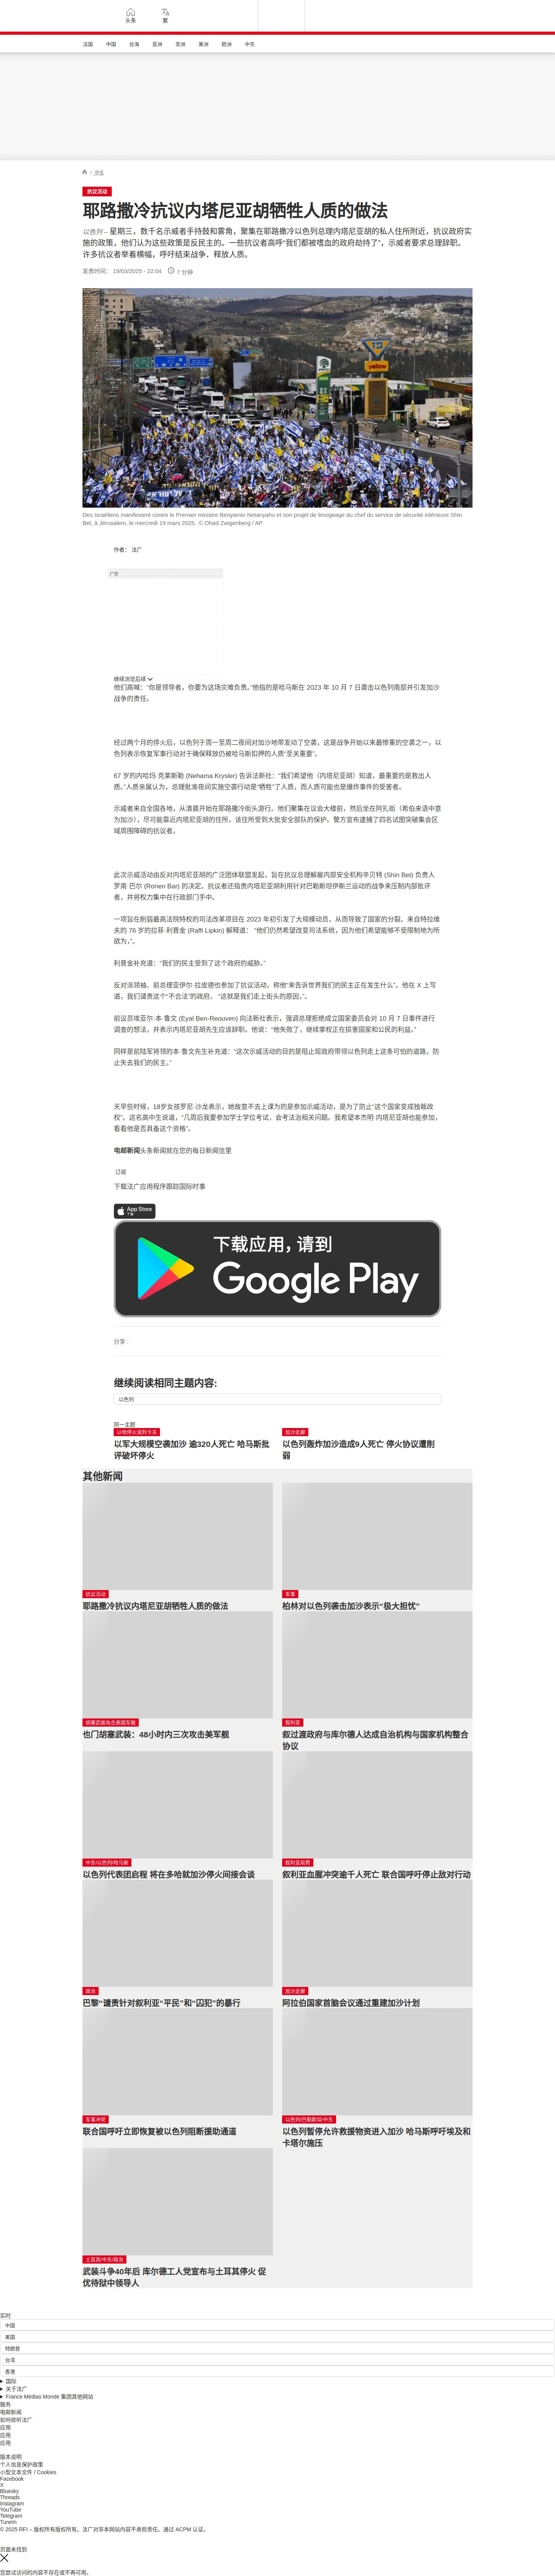 头条
繁
法国
中国
台海
亚洲
非洲
美洲
欧洲
中东
/ 中东
抗议活动
耶路撒冷抗议内塔尼亚胡牺牲人质的做法
以色列 – 星期三，数千名示威者手持鼓和雾角，聚集在耶路撒冷以色列总理内塔尼亚胡的私人住所附近，抗议政府实
施的政策，他们认为这些政策是反民主的。一些抗议者高呼“我们都被嗜血的政府劫持了”，示威者要求总理辞职。
许多抗议者举着横幅，呼吁结束战争、释放人质。
发表时间： 19/03/2025 - 22:04
7 分钟
yellow
Des Israéliens manifestent contre le Premier ministre Benyamin Netanyahu et son projet de limogeage du chef du service de sécurité intérieure Shin
Bet, à Jérusalem, le mercredi 19 mars 2025. © Ohad Zwigenberg / AP
作者： 法广
广告
继续浏览后续
他们高喊：“你是领导者，你要为这场灾难负责。”他指的是哈马斯在 2023 年 10 月 7 日袭击以色列南部并引发加沙
战争的责任。
经过两个月的停火后，以色列于周一至周二夜间对加沙地带发动了空袭，这是战争开始以来最惨重的空袭之一，以
色列表示恢复军事行动对于确保释放仍被哈马斯扣押的人质“至关重要”。
67 岁的内哈玛·克莱斯勒 (Nehama Krysler) 告诉法新社：“我们希望他（内塔尼亚胡）知道，最重要的是救出人
质。”人质亲属认为，总理批准夜间实施空袭行动是“牺牲”了人质，而人质可能也是爆炸事件的受害者。
示威者来自全国各地，从清晨开始在耶路撒冷街头游行。他们聚集在议会大楼前，然后坐在阿扎街（希伯来语中意
为加沙），尽可能靠近内塔尼亚胡的住所，该住所受到大批安全部队的保护。警方宣布逮捕了四名试图突破集会区
域周围障碍的抗议者。
此次示威活动由反对内塔尼亚胡的广泛团体联盟发起，旨在抗议总理解雇内部安全机构辛贝特 (Shin Bet) 负责人
罗南·巴尔 (Ronen Bar) 的决定。抗议者还指责内塔尼亚胡利用针对巴勒斯坦伊斯兰运动的战争来压制内部批评
者，并将权力集中在行政部门手中。
一项旨在削弱最高法院特权的司法改革项目在 2023 年初引发了大规模动员，从而导致了国家的分裂。来自特拉维
夫的 76 岁的拉菲·利普金 (Raffi Lipkin) 解释道： “他们仍然希望改变司法系统，因为他们希望能够不受限制地为所
欲为，”。
利普金补充道：“我们的民主受到了这个政府的威胁。”
反对派领袖、前总理亚伊尔·拉皮德也参加了抗议活动，称他“来告诉世界我们的民主正在发生什么”。他在 X 上写
道，我们谴责这个“不合法”的政府。 “这就是我们走上街头的原因，”。
前议员埃亚尔·本·鲁文 (Eyal Ben-Reouven) 向法新社表示，强调总理拒绝成立国家委员会对 10 月 7 日事件进行
调查的想法，并表示内塔尼亚胡先生应该辞职。他说：“他失败了，继续掌权正在损害国家和公民的利益。”
同样是前陆军将领的本·鲁文先生补充道：“这次示威活动的目的是阻止观政府带领以色列走上这条可怕的道路，防
止失去我们的民主。”
天早些时候，18岁女孩罗尼·沙龙表示，她故意不去上课为的是参加示威活动，是为了防止“这个国家变成独裁政
权”。这名高中生说道，“几周后我要参加学士学位考试，会考法治相关问题。我希望本杰明·内塔尼亚胡也能参加，
看看他是否具备这个资格”。
电邮新闻头条新闻就在您的每日新闻信里
订阅
下载法广应用程序跟踪国际时事
App Store
下载
下载应用，请到
Google Play
分享 :
继续阅读相同主题内容:
以色列
同一主题
以哈停火谈判卡关
以军大规模空袭加沙 逾320人死亡 哈马斯批
评破坏停火
加沙走廊
以色列轰炸加沙造成9人死亡 停火协议遭削
弱
其他新闻
抗议活动
耶路撒冷抗议内塔尼亚胡牺牲人质的做法
军事
柏林对以色列袭击加沙表示“极大担忧”
胡塞武装攻击美国军舰
也门胡塞武装：48小时内三次攻击美军舰
叙利亚
叙过渡政府与库尔德人达成自治机构与国家机构整合
协议
中东/以色列/哈马斯
以色列代表团启程 将在多哈就加沙停火间接会谈
叙利亚局势
叙利亚血腥冲突逾千人死亡 联合国呼吁停止敌对行动
政治
巴黎“谴责针对叙利亚“平民”和“囚犯”的暴行
加沙走廊
阿拉伯国家首脑会议通过重建加沙计划
军事冲突
联合国呼吁立即恢复被以色列阻断援助通道
以色列/巴勒斯坦/中东
以色列暂停允许救援物资进入加沙 哈马斯呼吁埃及和
卡塔尔施压
土耳其/中东/政治
武装斗争40年后 库尔德工人党宣布与土耳其停火 促
优待狱中领导人
实时
中国
美国
特朗普
台湾
香港
国际
关于法广
France Médias Monde 集团其他网站
服务
电邮新闻
如何收听法广
应用
应用
应用
版本说明
个人信息保护政策
小型文本文件 / Cookies
Facebook
X
Bluesky
Threads
Instagram
YouTube
Telegram
TuneIn
© 2025 RFI – 版权所有版权所有。法广对非本网站内容不承担责任。通过 ACPM 认证。
页面未找到
您尝试访问的内容不存在或不再可用。